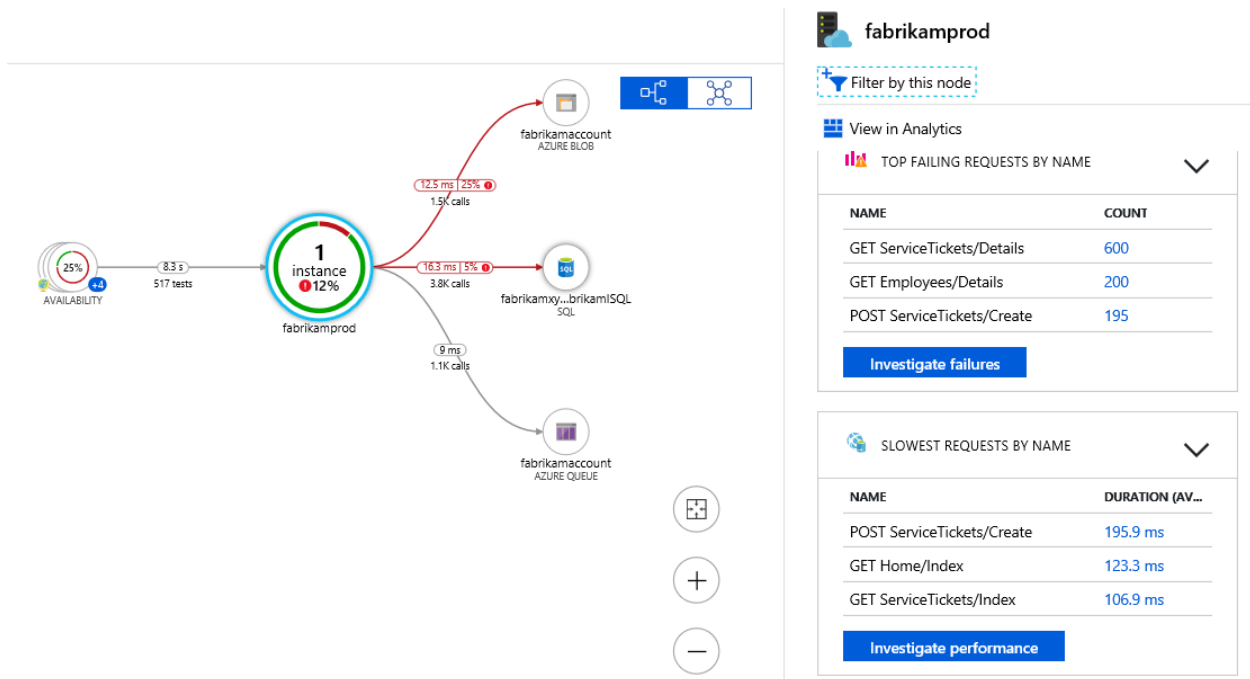 fabrikamprod
Filter by this node
View in Analytics
TOP FAILING REQUESTS BY NAME
NAME COUNT
GET ServiceTickets/Details 600
GET Employees/Details 200
POST ServiceTickets/Create 195
Investigate failures
SLOWEST REQUESTS BY NAME
NAME DURATION (AV...
POST ServiceTickets/Create 195.9 ms
GET Home/Index 123.3 ms
GET ServiceTickets/Index 106.9 ms
Investigate performance
25%
+4
AVAILABILITY
8.3 s
517 tests
1
instance
12%
fabrikamprod
12.5 ms | 25%
1.5K calls
fabrikamaccount
AZURE BLOB
16.3 ms | 5%
3.8K calls
SQL
fabrikamxy...brikamISQL
SQL
9 ms
1.1K calls
fabrikamaccount
AZURE QUEUE